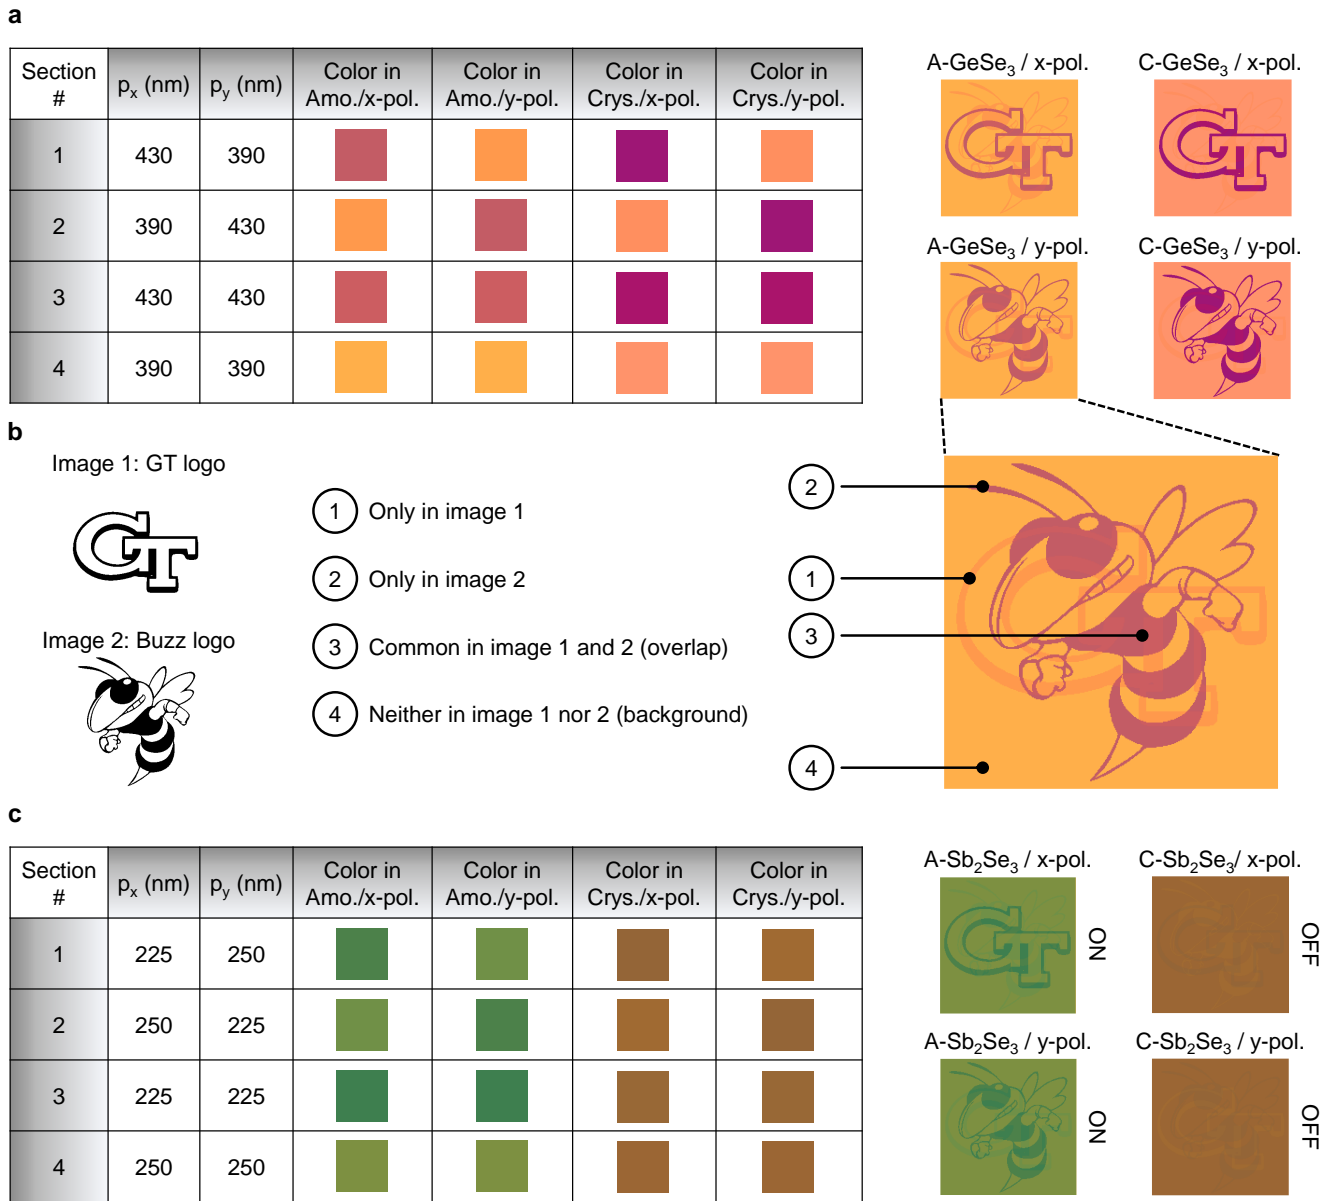 a
Section # px (nm) py (nm) Color in Amo./x-pol. Color in Amo./y-pol. Color in Crys./x-pol. Color in Crys./y-pol.
1 430 390
2 390 430
3 430 430
4 390 390
A-GeSe3 / x-pol. C-GeSe3 / x-pol.
GT GT
A-GeSe3 / y-pol. C-GeSe3 / y-pol.
b
Image 1: GT logo
GT
Image 2: Buzz logo
1 Only in image 1
2 Only in image 2
3 Common in image 1 and 2 (overlap)
4 Neither in image 1 nor 2 (background)
2
1
3
4
c
Section # px (nm) py (nm) Color in Amo./x-pol. Color in Amo./y-pol. Color in Crys./x-pol. Color in Crys./y-pol.
1 225 250
2 250 225
3 225 225
4 250 250
A-Sb2Se3 / x-pol. C-Sb2Se3/ x-pol.
GT ON OFF
A-Sb2Se3 / y-pol. C-Sb2Se3 / y-pol.
ON OFF